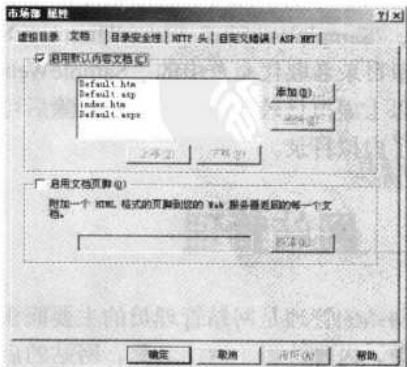 市场部 属性
虚拟目录 文档 目录安全性 HTTP 头 自定义错误 ASP.NET
启用默认内容文档(C)
Default.htm
Default.asp
index.htm
Default.aspx
添加(D)...
启用文档页脚(O)
附加一个 HTML 格式的页脚到您的 Web 服务器返回的每一个文
档。
确定 取消 帮助